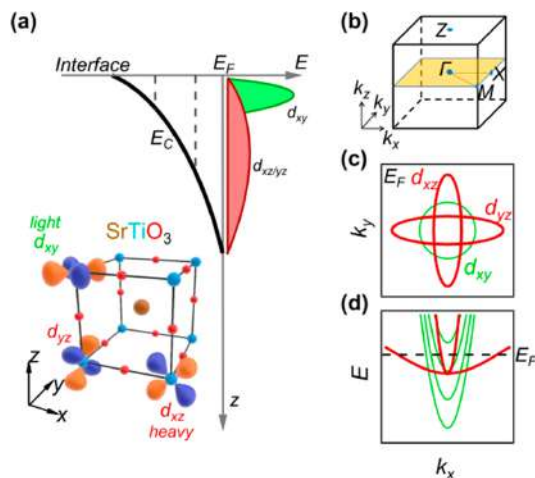 (a)
Interface
E_F
E
E_C
d_xy
d_xz/yz
light
d_xy
SrTiO₃
d_yz
d_xz
heavy
z
y
x
z
(b)
Z
Γ
X
M
k_z
k_y
k_x
(c)
E_F
d_xz
d_yz
d_xy
k_y
(d)
E
E_F
k_x